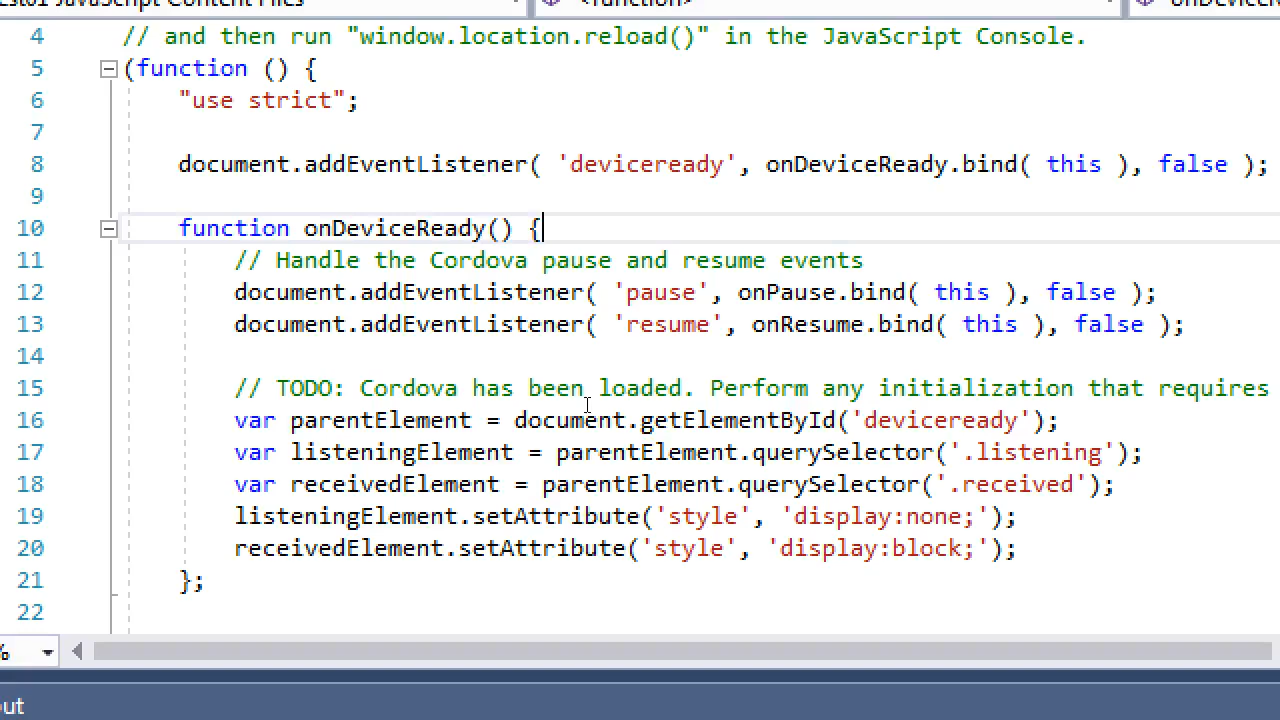 JavaScript Content Files
4 // and then run "window.location.reload()" in the JavaScript Console.
5 (function () {
6 "use strict";
7
8 document.addEventListener( 'deviceready', onDeviceReady.bind( this ), false );
9
10 function onDeviceReady() {
11 // Handle the Cordova pause and resume events
12 document.addEventListener( 'pause', onPause.bind( this ), false );
13 document.addEventListener( 'resume', onResume.bind( this ), false );
14
15 // TODO: Cordova has been loaded. Perform any initialization that requires
16 var parentElement = document.getElementById('deviceready');
17 var listeningElement = parentElement.querySelector('.listening');
18 var receivedElement = parentElement.querySelector('.received');
19 listeningElement.setAttribute('style', 'display:none;');
20 receivedElement.setAttribute('style', 'display:block;');
21 };
22
%
out